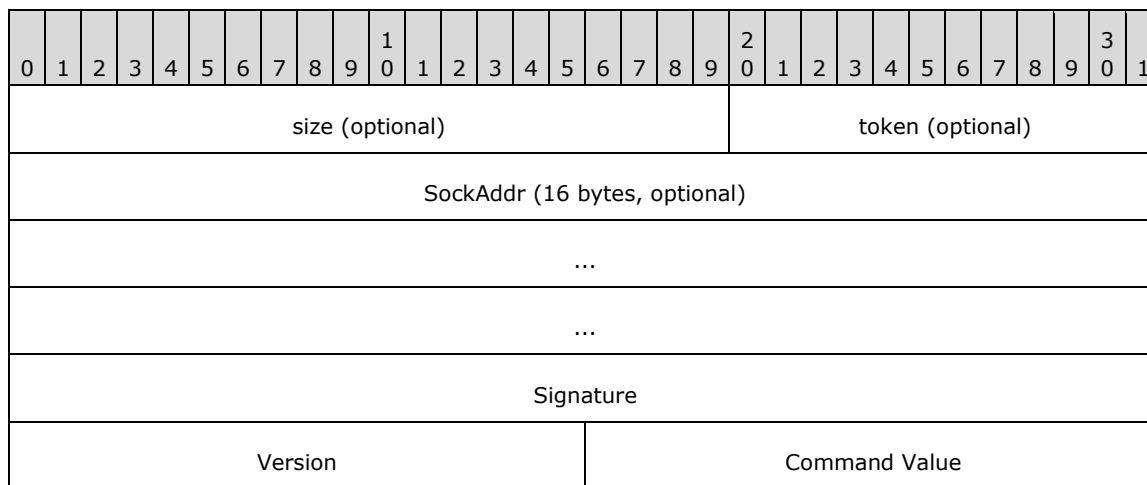 0 1 2 3 4 5 6 7 8 9 1 0 1 2 3 4 5 6 7 8 9 2 0 1 2 3 4 5 6 7 8 9 3 0 1
size (optional) token (optional)
SockAddr (16 bytes, optional)
...
...
Signature
Version Command Value